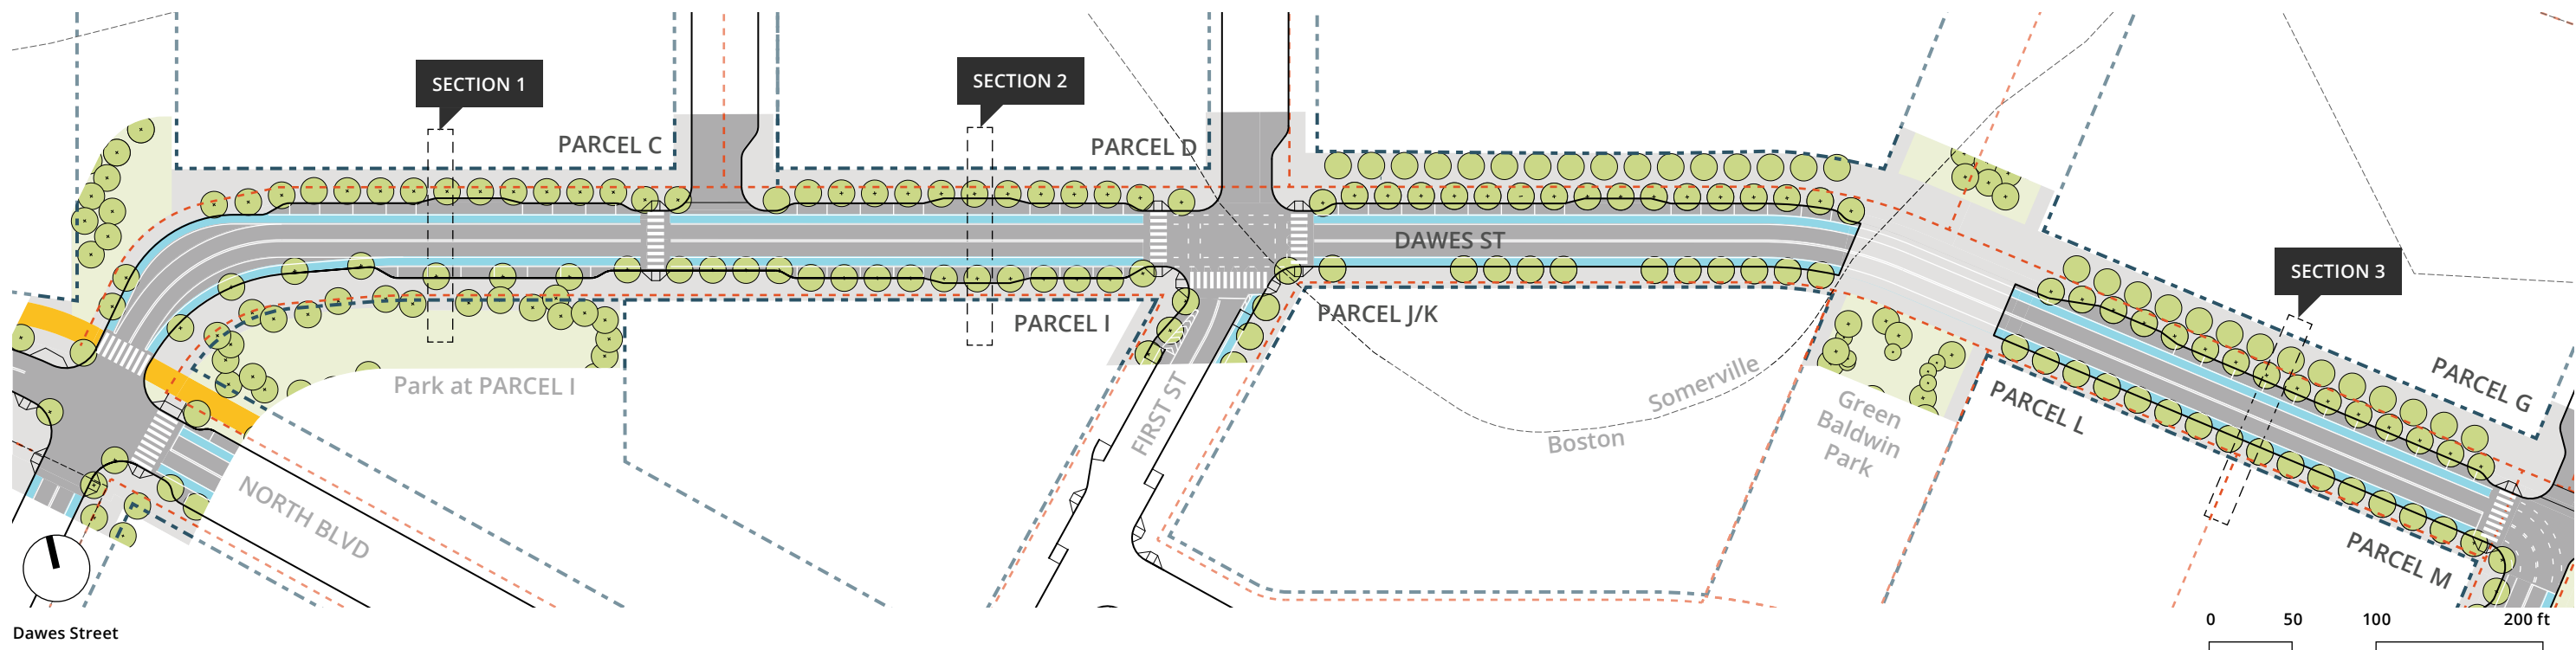 SECTION 1
SECTION 2
PARCEL C
PARCEL D
DAWES ST
SECTION 3
PARCEL I
PARCEL J/K
Park at PARCEL I
FIRST ST
Somerville
Boston
Green
Baldwin
Park
PARCEL L
PARCEL G
NORTH BLVD
PARCEL M
Dawes Street
0 50 100 200 ft